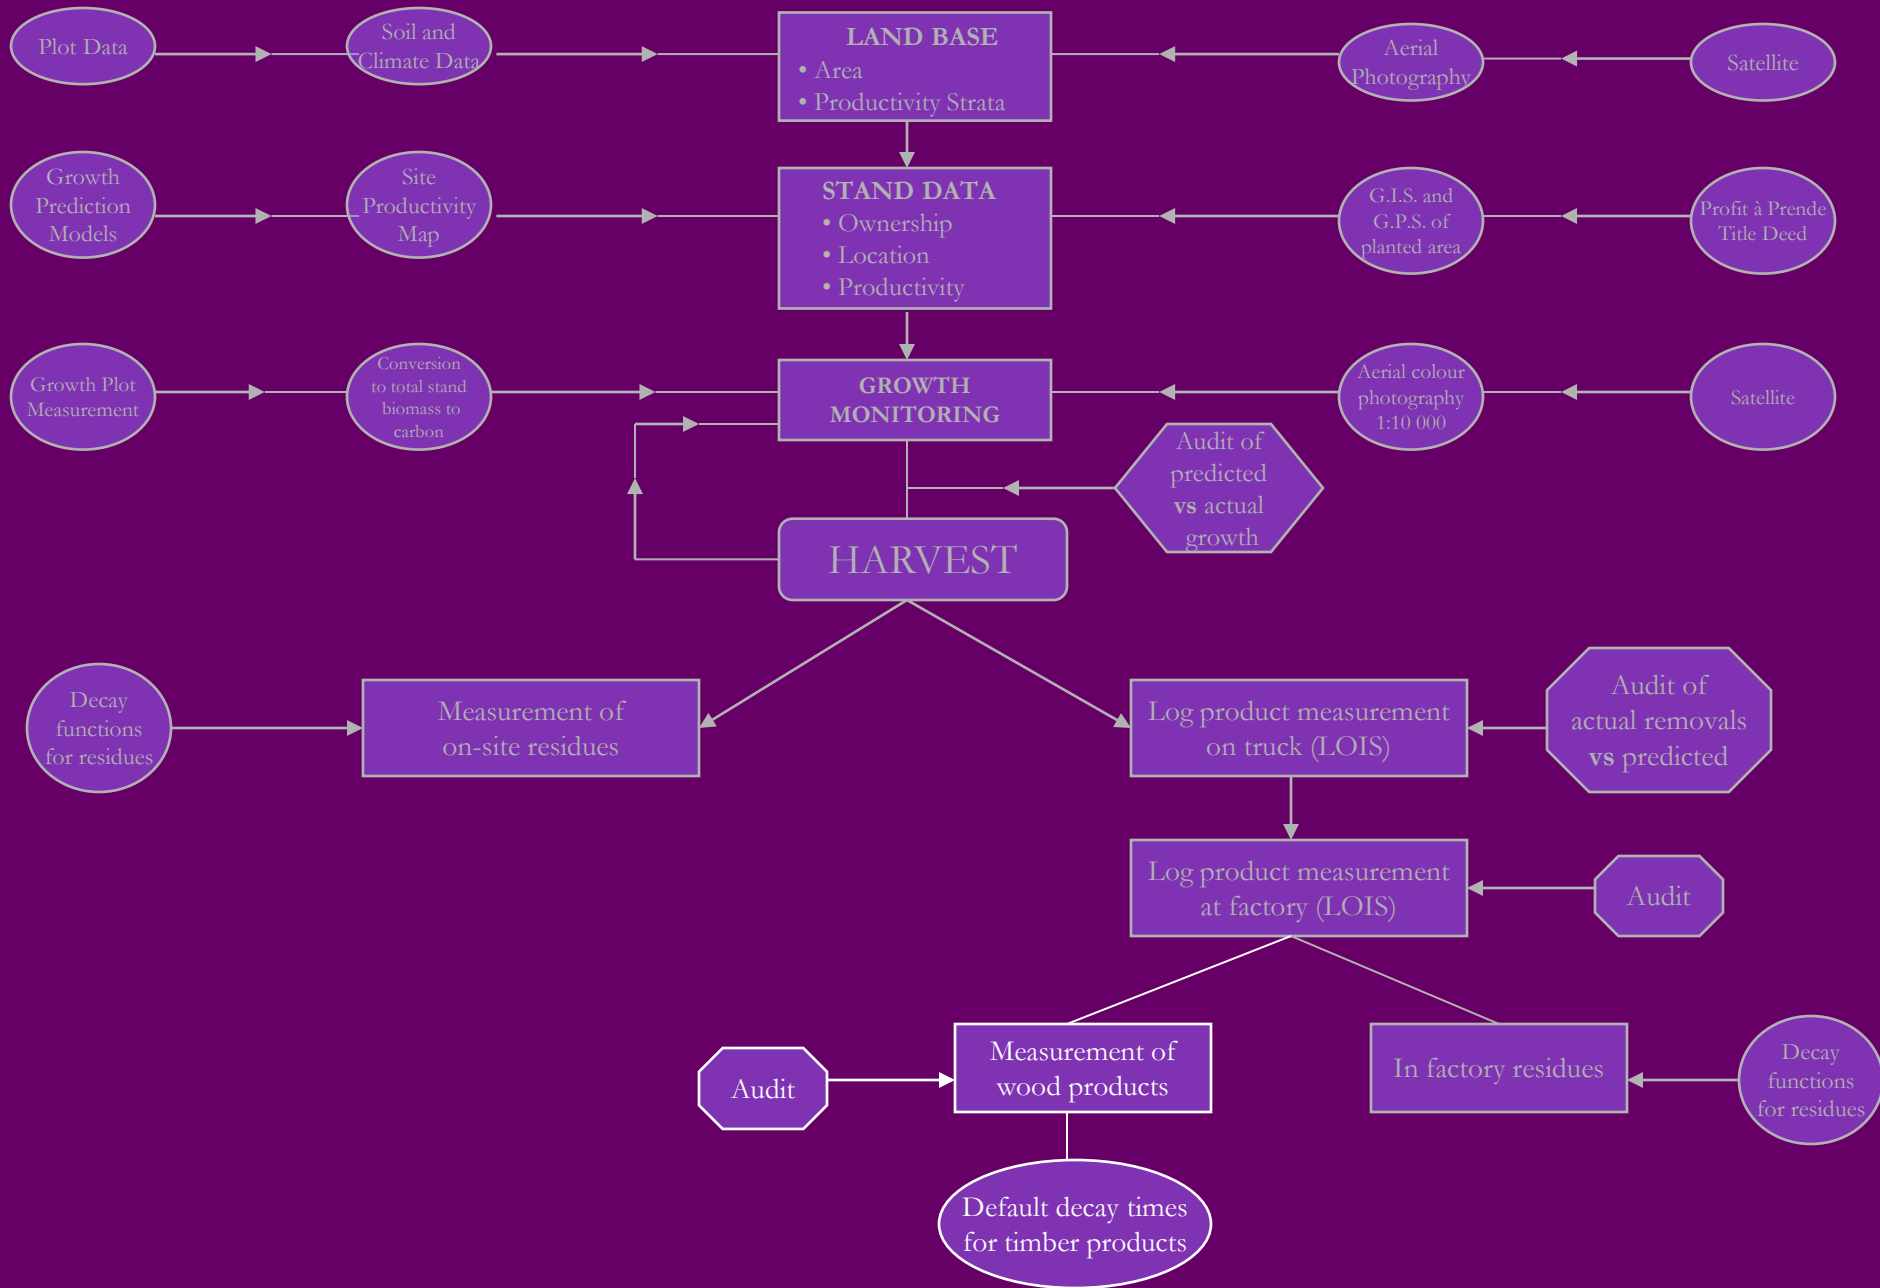 Plot Data
Soil and
Climate Data
LAND BASE
• Area
• Productivity Strata
Aerial
Photography
Satellite
Growth
Prediction
Models
Site
Productivity
Map
STAND DATA
• Ownership
• Location
• Productivity
G.I.S. and
G.P.S. of
planted area
Profit à Prende
Title Deed
Growth Plot
Measurement
Conversion
to total stand
biomass to
carbon
GROWTH
MONITORING
Aerial colour
photography
1:10 000
Satellite
Audit of
predicted
vs actual
growth
HARVEST
Decay
functions
for residues
Measurement of
on-site residues
Log product measurement
on truck (LOIS)
Audit of
actual removals
vs predicted
Log product measurement
at factory (LOIS)
Audit
Audit
Measurement of
wood products
In factory residues
Decay
functions
for residues
Default decay times
for timber products